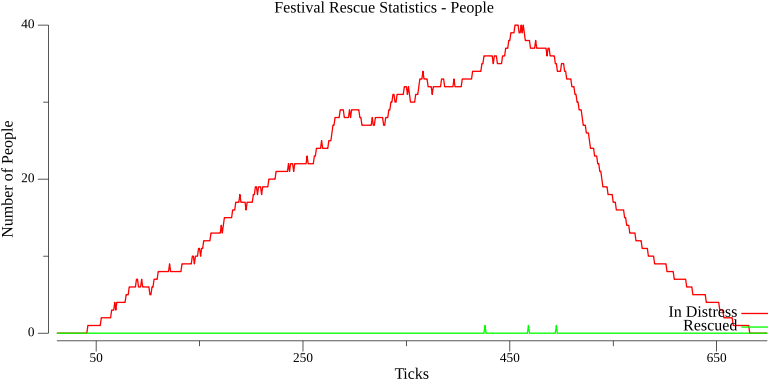 Festival Rescue Statistics - People
40
20
0
Number of People
In Distress
Rescued
50
250
450
650
Ticks